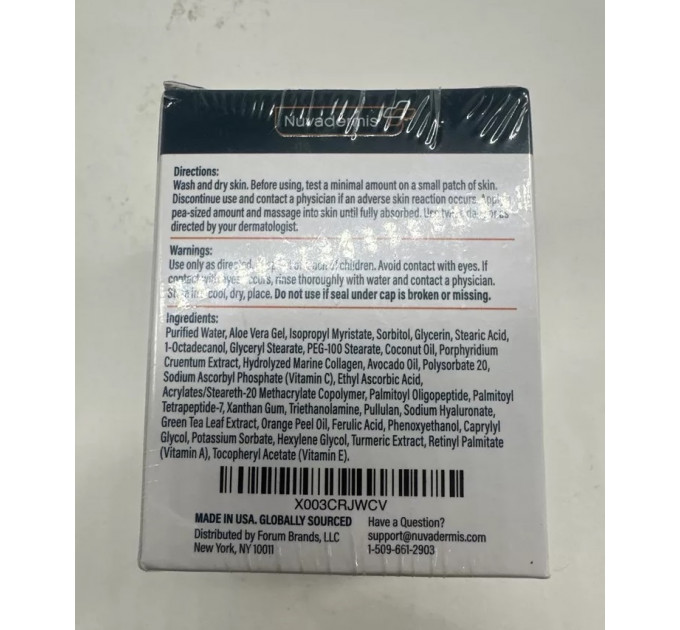 Nuvadermis
Directions:
Wash and dry skin. Before using, test a minimal amount on a small patch of skin.
Discontinue use and contact a physician if an adverse skin reaction occurs.
pea-sized amount and massage into skin until fully absorbed. Use
directed by your dermatologist.
Warnings:
Use only as directed. of children. Avoid contact with eyes. If
contact with eyes occurs, rinse thoroughly with water and contact a physician.
cool, dry, place. Do not use if seal under cap is broken or missing.
Ingredients:
Purified Water, Aloe Vera Gel, Isopropyl Myristate, Sorbitol, Glycerin, Stearic Acid,
1-Octadecanol, Glyceryl Stearate, PEG-100 Stearate, Coconut Oil, Porphyridium
Cruentum Extract, Hydrolyzed Marine Collagen, Avocado Oil, Polysorbate 20,
Sodium Ascorbyl Phosphate (Vitamin C), Ethyl Ascorbic Acid,
Acrylates/Steareth-20 Methacrylate Copolymer, Palmitoyl Oligopeptide, Palmitoyl
Tetrapeptide-7, Xanthan Gum, Triethanolamine, Pullulan, Sodium Hyaluronate,
Green Tea Leaf Extract, Orange Peel Oil, Ferulic Acid, Phenoxyethanol, Caprylyl
Glycol, Potassium Sorbate, Hexylene Glycol, Turmeric Extract, Retinyl Palmitate
(Vitamin A), Tocopheryl Acetate (Vitamin E).
X003CRJWCV
MADE IN USA. GLOBALLY SOURCED
Distributed by Forum Brands, LLC
New York, NY 10011
Have a Question?
support@nuvadermis.com
1-509-661-2903